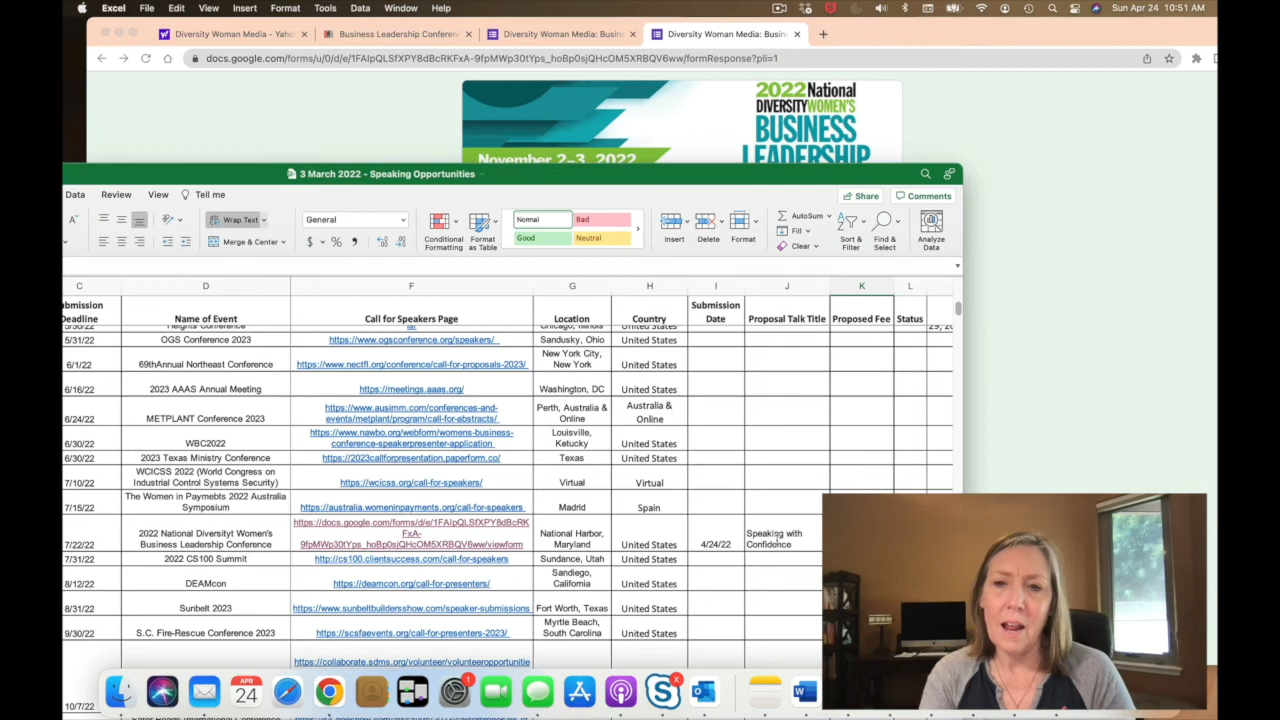 Excel File Edit View Insert Format Tools Data Window Help
Sun Apr 24 10:51 AM
Diversity Woman Media - Yaho
Business Leadership Conferenc
Diversity Woman Media: Busin
Diversity Woman Media: Busin
docs.google.com/forms/u/0/d/e/1FAIpQLSfXPY8dBcRKFxA-9fpMWp30tYps_hoBp0sjQHcOM5XRBQV6ww/formResponse?pli=1
2022 National
DIVERSITY WOMEN'S
BUSINESS
LEADERSHIP
November 2-3, 2022
3 March 2022 - Speaking Opportunities
Data Review View Tell me
Share Comments
Wrap Text
General
Merge & Center
$ %
Conditional Formatting
Format as Table
Normal Bad
Good Neutral
Insert Delete Format
AutoSum
Fill
Clear
Sort & Filter
Find & Select
Analyze Data
C D F G H I J K L
ubmission Deadline Name of Event Call for Speakers Page Location Country Submission Date Proposal Talk Title Proposed Fee Status
5/30/22 Heights Conference Chicago, Illinois United States
5/31/22 OGS Conference 2023 https://www.ogsconference.org/speakers/ Sandusky, Ohio United States
6/1/22 69thAnnual Northeast Conference https://www.nectfl.org/conference/call-for-proposals-2023/ New York City, New York United States
6/16/22 2023 AAAS Annual Meeting https://meetings.aaas.org/ Washington, DC United States
6/24/22 METPLANT Conference 2023 https://www.ausimm.com/conferences-and-events/metplant/program/call-for-abstracts/ Perth, Australia & Online Australia & Online
6/30/22 WBC2022 https://www.nawbo.org/webform/womens-business-conference-speakerpresenter-application Louisville, Ketucky United States
6/30/22 2023 Texas Ministry Conference https://2023callforpresentation.paperform.co/ Texas United States
7/10/22 WCICSS 2022 (World Congress on Industrial Control Systems Security) https://wcicss.org/call-for-speakers/ Virtual Virtual
7/15/22 The Women in Paymebts 2022 Australia Symposium https://australia.womeninpayments.org/call-for-speakers Madrid Spain
7/22/22 2022 National Diversityt Women's Business Leadership Conference https://docs.google.com/forms/d/e/1FAIpQLSfXPY8dBcRKFxA-9fpMWp30tYps_hoBp0sjQHcOM5XRBQV6ww/viewform National Harbor, Maryland United States 4/24/22 Speaking with Confidence
7/22/22 2022 CS100 Summit http://cs100.clientsuccess.com/call-for-speakers Sundance, Utah United States
8/12/22 DEAMcon https://deamcon.org/call-for-presenters/ Sandiego, Calif​omia United States
8/31/22 Sunbelt 2023 https://www.sunbeltbuildersshow.com/speaker-submissions Fort Worth, Texas United States
9/30/22 S.C. Fire-Rescue Conference 2023 https://scsfaevents.org/call-for-presenters-2023/ Myrtle Beach, South Carolina United States
https://collaborate.sdms.org/volunteer/volunteeropportunitie
10/7/22
APR
24
1